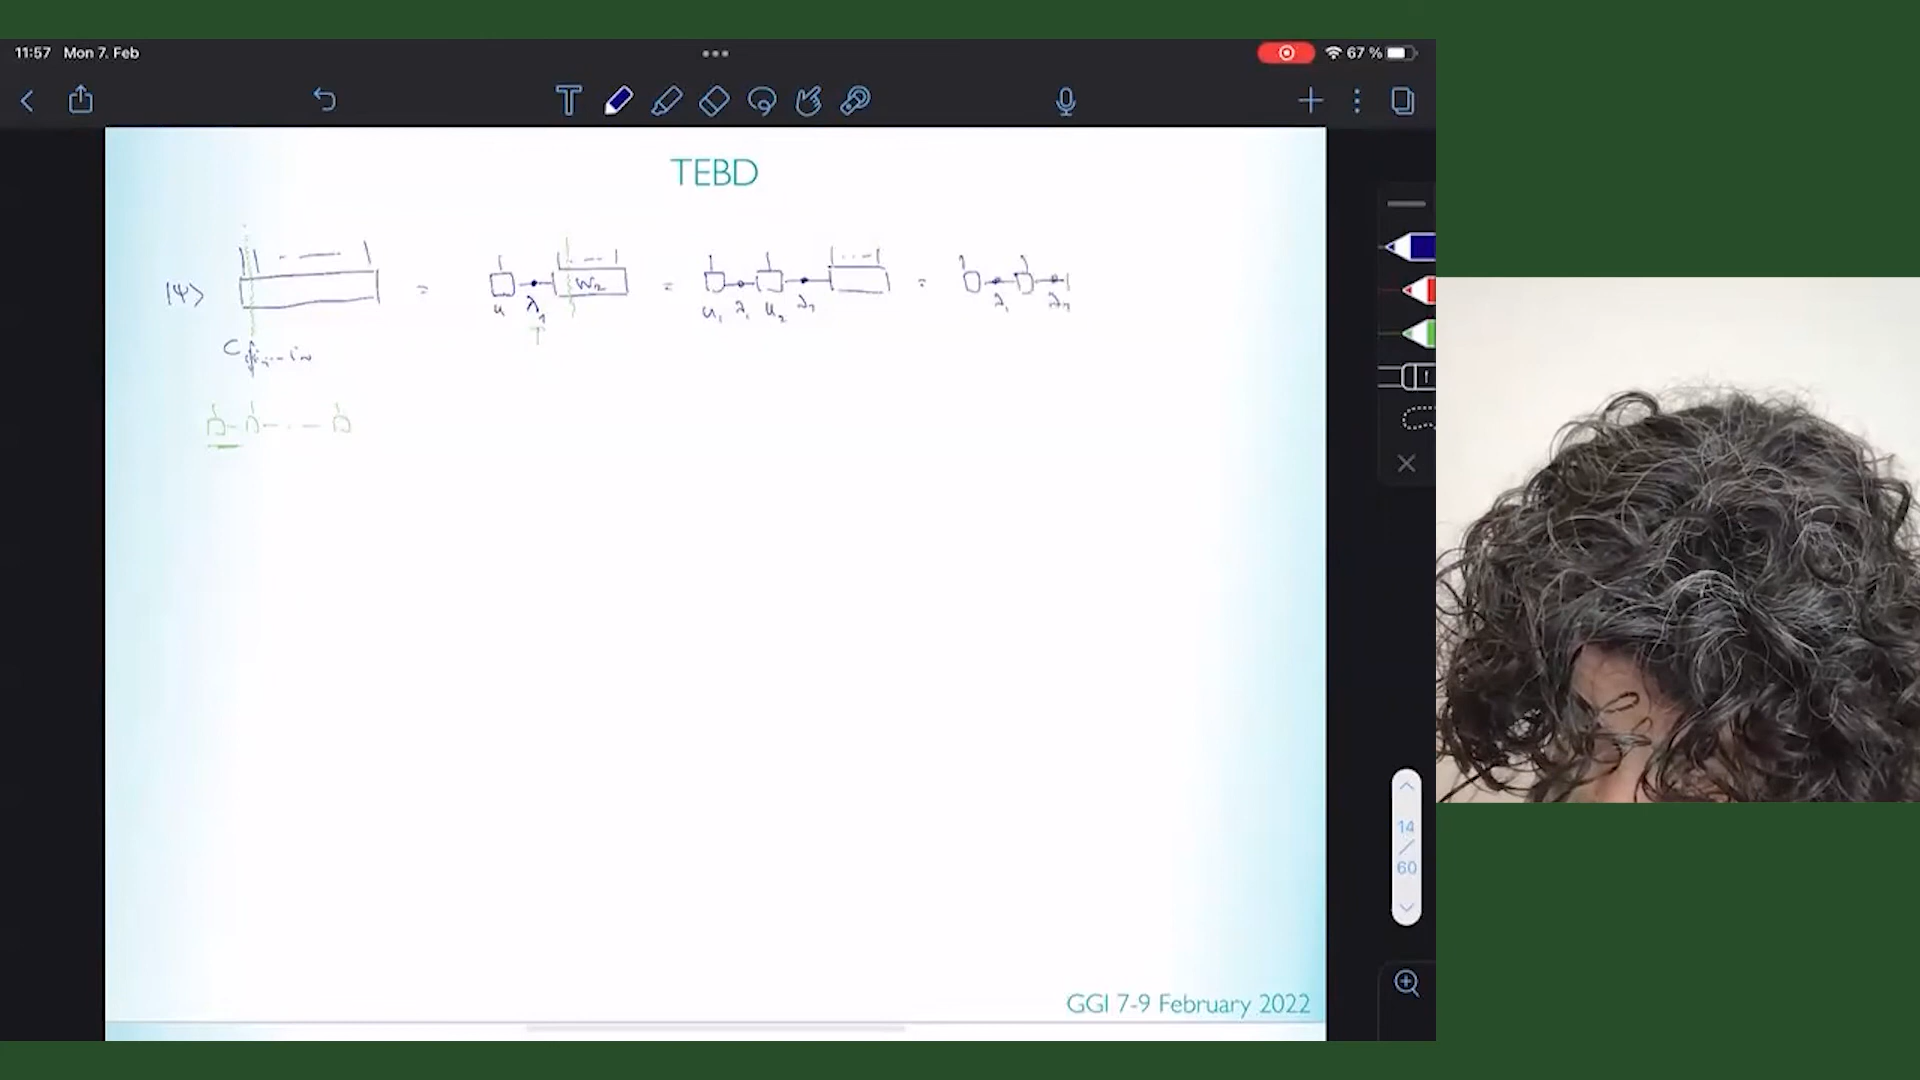 11:57 Mon 7. Feb
67 %
TEBD
|ψ> = = =
W₂
u λ₁ u₁ λ₁ u₂ λ₂ λ₁
C
14
/
60
GGI 7-9 February 2022